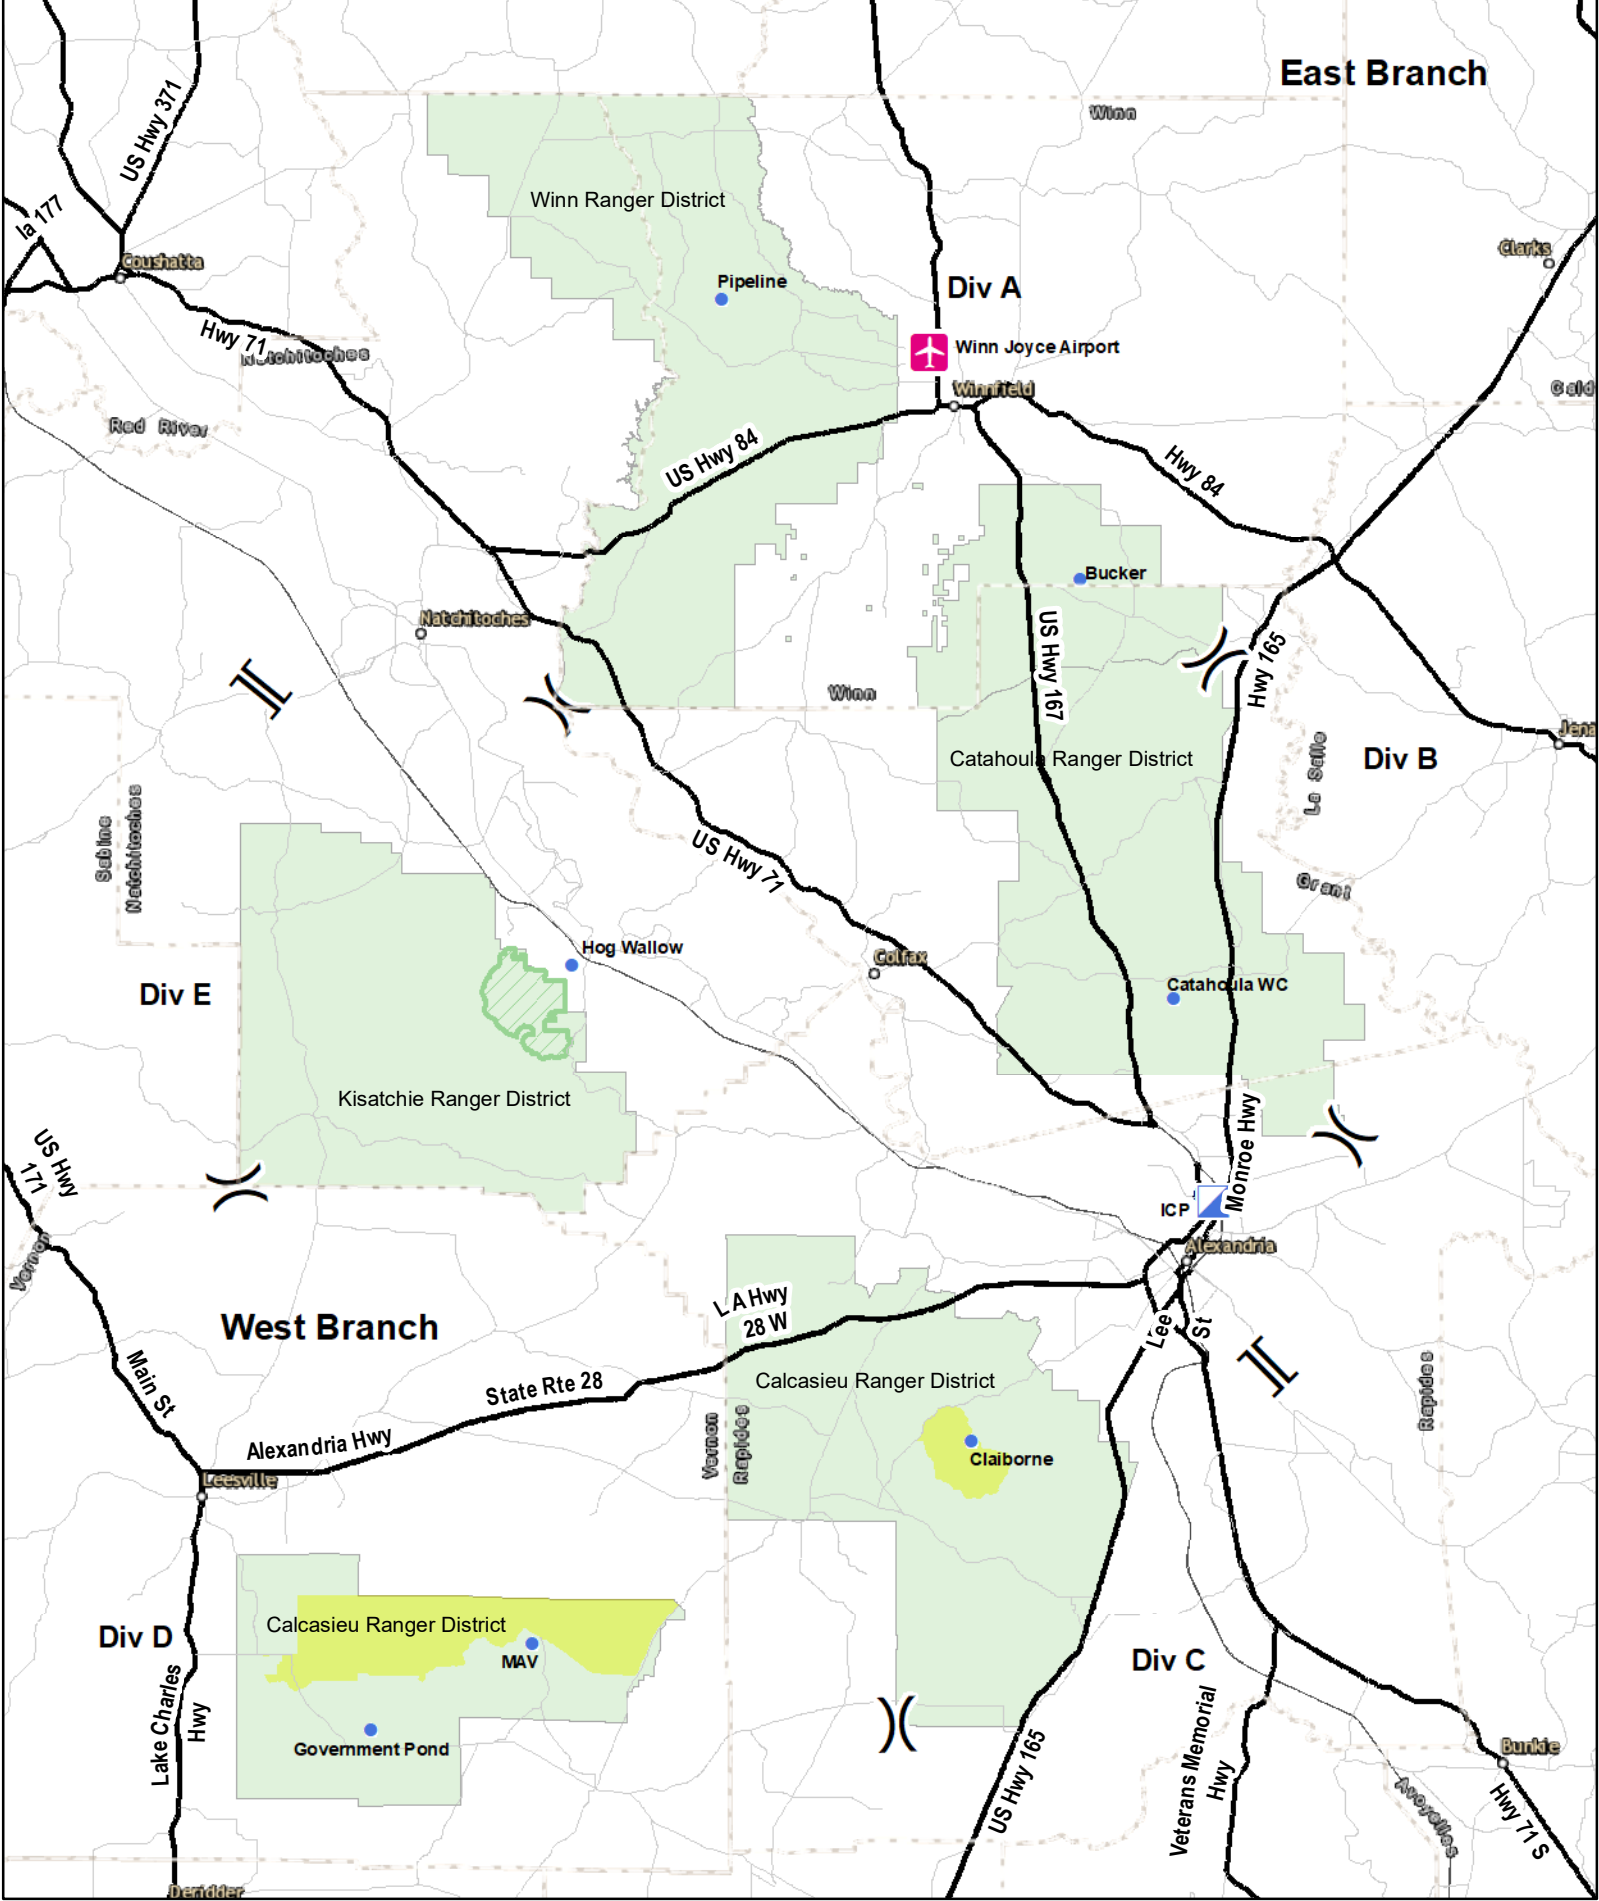 East Branch
US Hwy 371
Winn
Winn Ranger District
la 177
Coushatta
Clarks
Pipeline
Div A
Hwy 71
Natchitoches
Winn Joyce Airport
Winnfield
Cald
Red River
US Hwy 84
Hwy 84
Bucker
Natchitoches
US Hwy 167
Hwy 165
Winn
Jena
Catahoula Ranger District
Div B
La Salle
Sabine
Natchitoches
US Hwy 71
Grant
Hog Wallow
Colfax
Div E
Catahoula WC
Kisatchie Ranger District
US Hwy
171
Monroe Hwy
ICP
Vernon
Alexandria
West Branch
L A Hwy
28 W
Lee
St
Main St
State Rte 28
Calcasieu Ranger District
Rapides
Alexandria Hwy
Vernon
Rapides
Claiborne
Leesville
Calcasieu Ranger District
Div D
MAV
Div C
Lake Charles
Hwy
Government Pond
US Hwy 165
Veterans Memorial
Hwy
Bunkie
Avoyelles
Hwy 71 S
Deridder